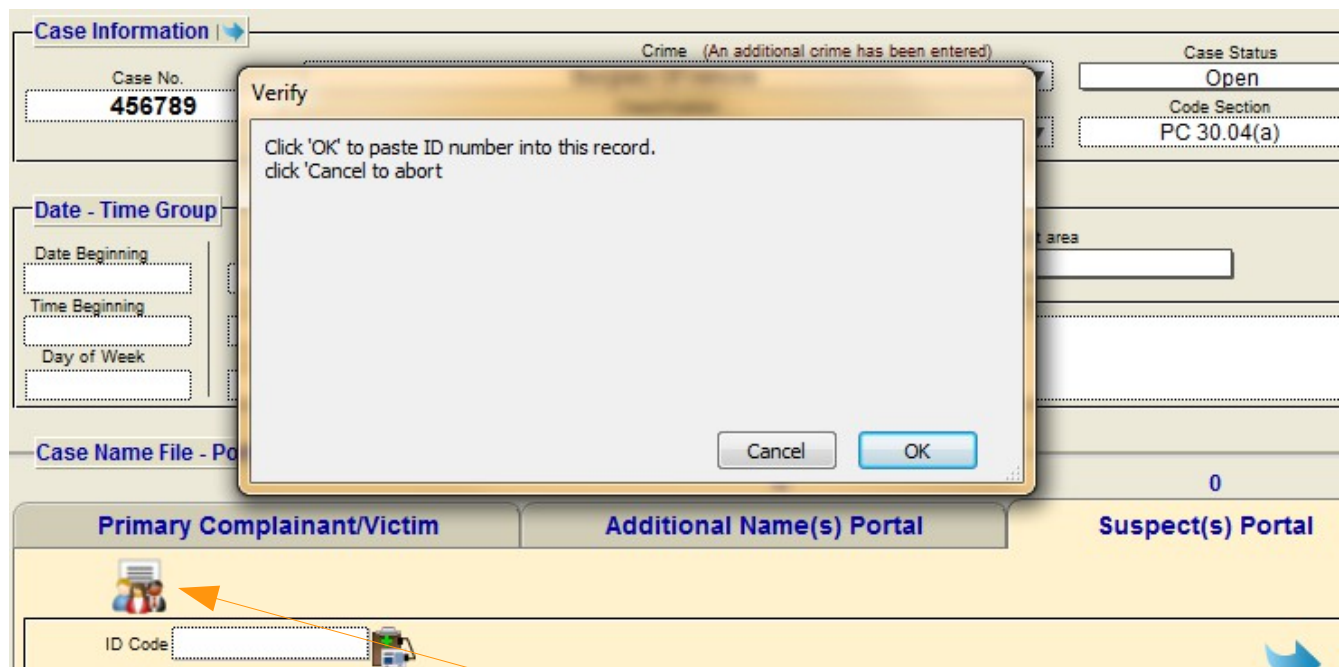 Case Information
Crime (An additional crime has been entered)
Case Status
Case No.
Open
456789
Code Section
PC 30.04(a)
Verify
Click 'OK' to paste ID number into this record.
click 'Cancel to abort
Cancel
OK
Date - Time Group
area
Date Beginning
Time Beginning
Day of Week
Case Name File -
0
Primary Complainant/Victim
Additional Name(s) Portal
Suspect(s) Portal
ID Code